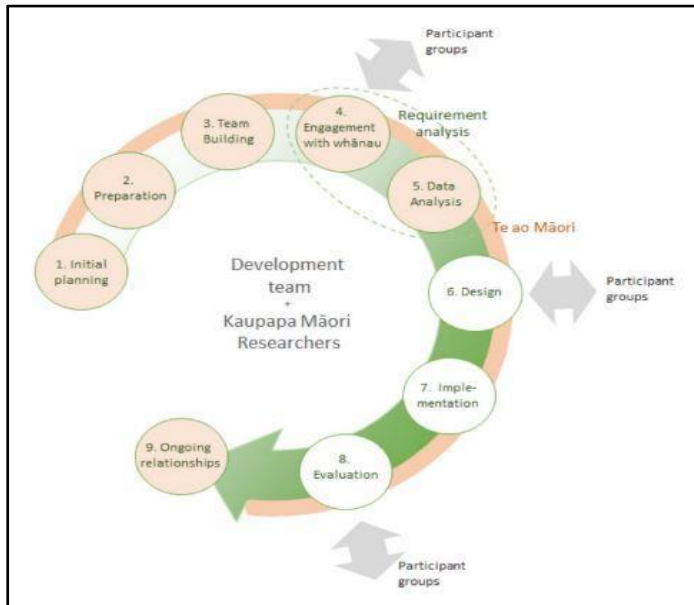 Participant
groups
3. Team
Building
4.
Engagement
with whānau
Requirement
analysis
2.
Preparation
5. Data
Analysis
Te ao Māori
1. Initial
planning
Development
team
+
Kaupapa Māori
Researchers
6. Design
Participant
groups
7. Imple-
mentation
9. Ongoing
relationships
8.
Evaluation
Participant
groups